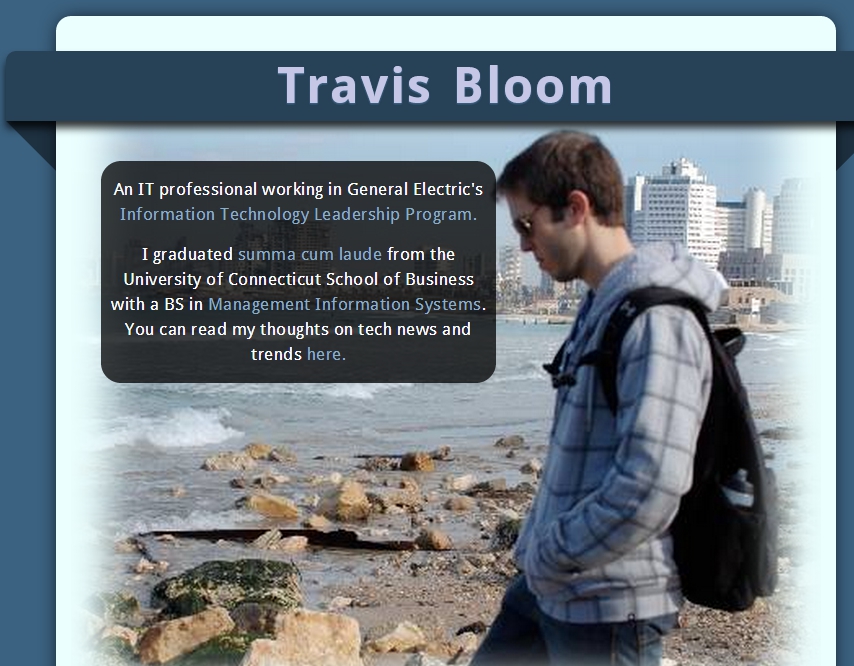 Travis Bloom
An IT professional working in General Electric's
Information Technology Leadership Program.
I graduated summa cum laude from the
University of Connecticut School of Business
with a BS in Management Information Systems.
You can read my thoughts on tech news and
trends here.